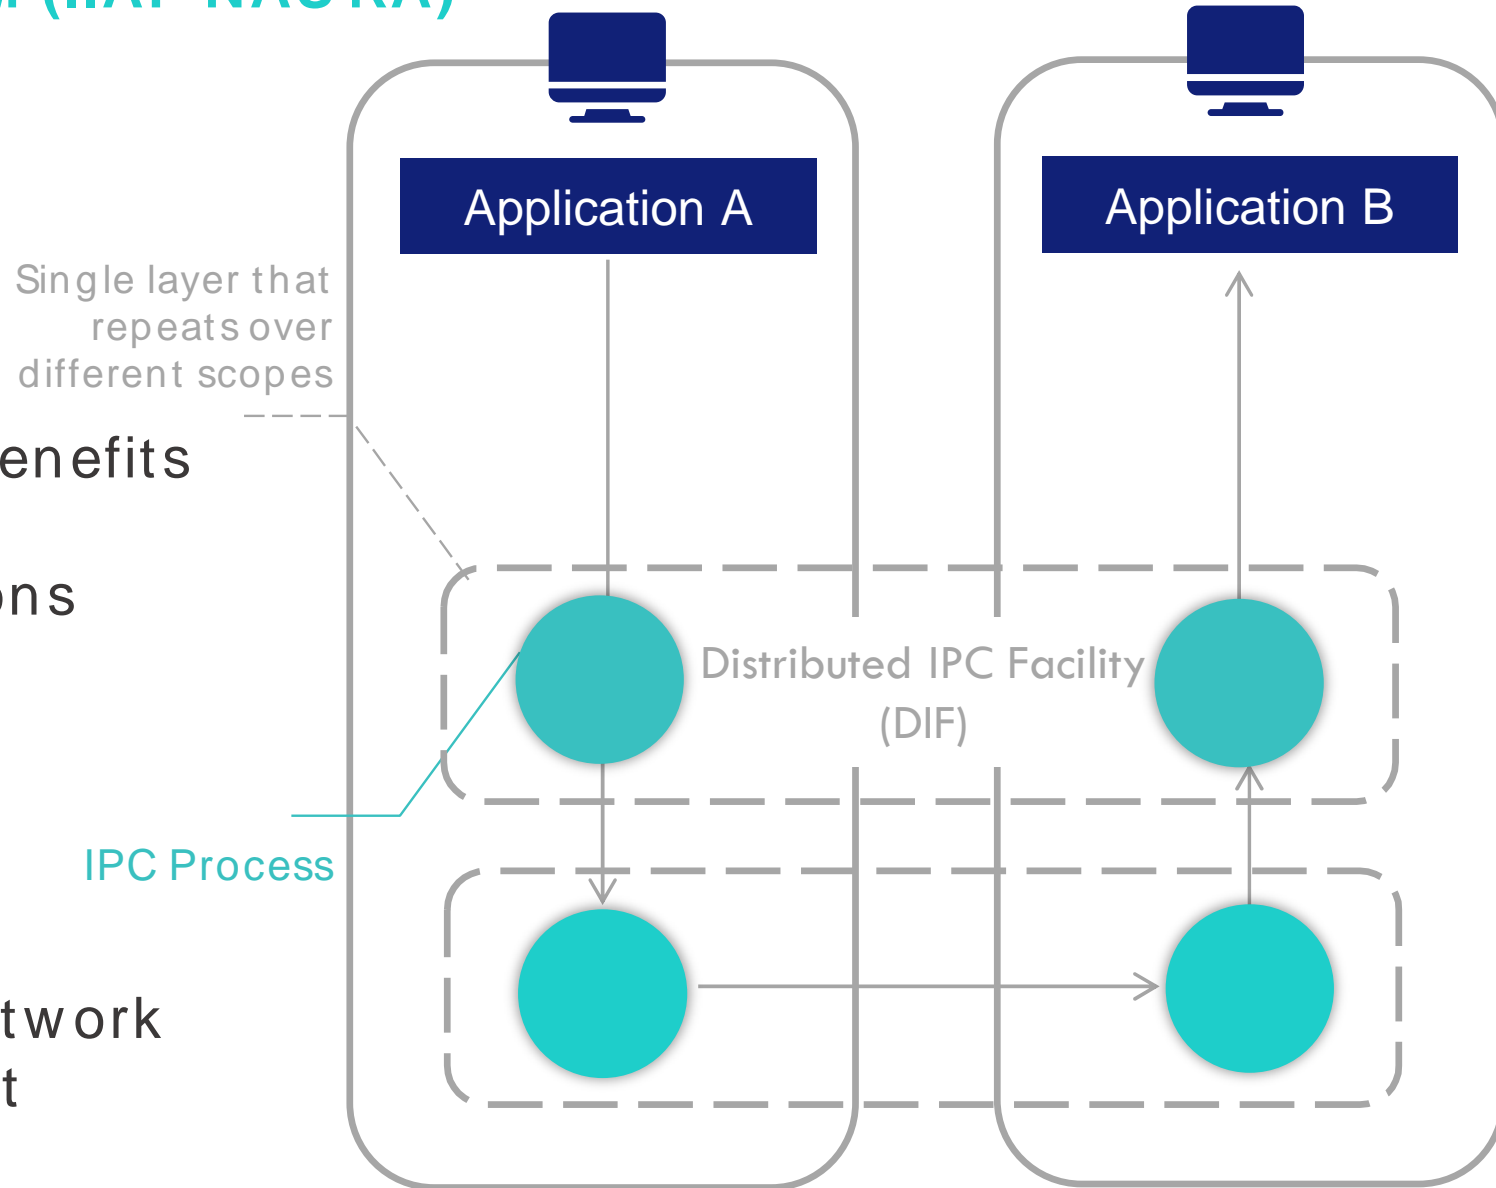 Application A
Application B
Single layer that
repeats over
different scopes
enefits
ons
Distributed IPC Facility
(DIF)
IPC Process
twork
t